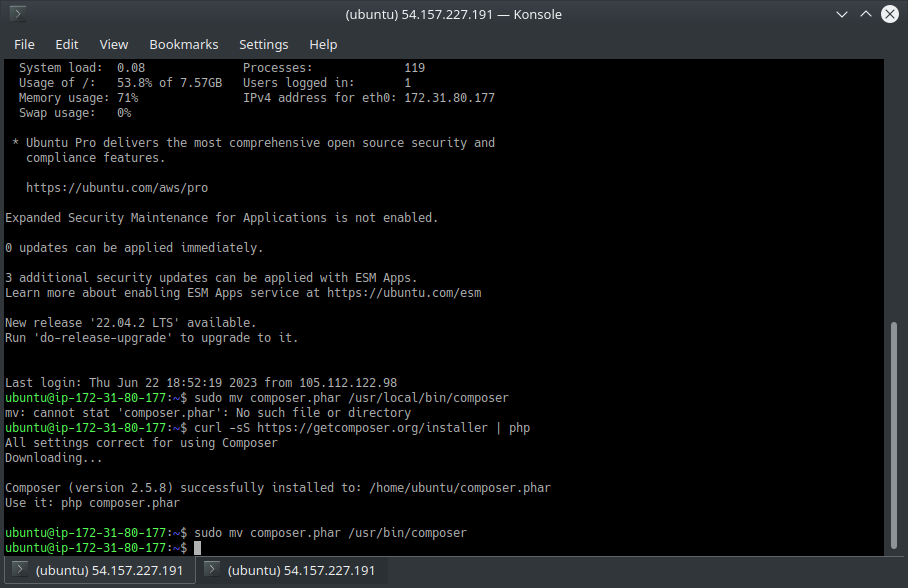 (ubuntu) 54.157.227.191 — Konsole
File Edit View Bookmarks Settings Help
System load: 0.08 Processes: 119
Usage of /: 53.8% of 7.57GB Users logged in: 1
Memory usage: 71% IPv4 address for eth0: 172.31.80.177
Swap usage: 0%
* Ubuntu Pro delivers the most comprehensive open source security and
compliance features.
https://ubuntu.com/aws/pro
Expanded Security Maintenance for Applications is not enabled.
0 updates can be applied immediately.
3 additional security updates can be applied with ESM Apps.
Learn more about enabling ESM Apps service at https://ubuntu.com/esm
New release '22.04.2 LTS' available.
Run 'do-release-upgrade' to upgrade to it.
Last login: Thu Jun 22 18:52:19 2023 from 105.112.122.98
ubuntu@ip-172-31-80-177:~$ sudo mv composer.phar /usr/local/bin/composer
mv: cannot stat 'composer.phar': No such file or directory
ubuntu@ip-172-31-80-177:~$ curl -sS https://getcomposer.org/installer | php
All settings correct for using Composer
Downloading...
Composer (version 2.5.8) successfully installed to: /home/ubuntu/composer.phar
Use it: php composer.phar
ubuntu@ip-172-31-80-177:~$ sudo mv composer.phar /usr/bin/composer
ubuntu@ip-172-31-80-177:~$
(ubuntu) 54.157.227.191 (ubuntu) 54.157.227.191